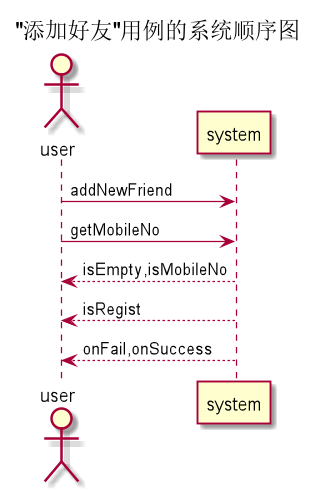 "添加好友"用例的系统顺序图
user
system
addNewFriend
getMobileNo
isEmpty,isMobileNo
isRegist
onFail,onSuccess
user
system